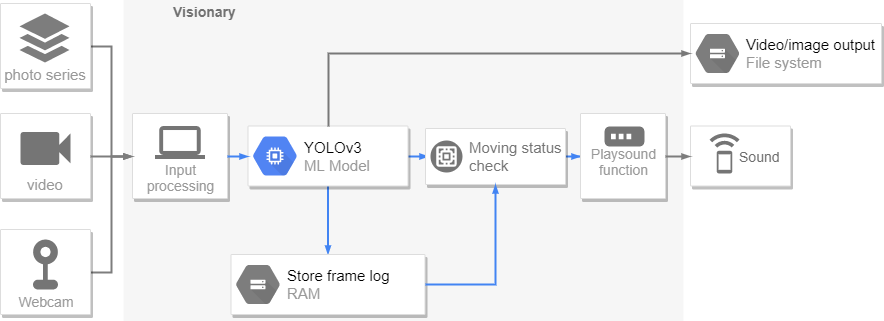 Visionary
photo series
video
Webcam
Input
processing
YOLOv3
ML Model
Store frame log
RAM
Moving status
check
Playsound
function
Video/image output
File system
Sound